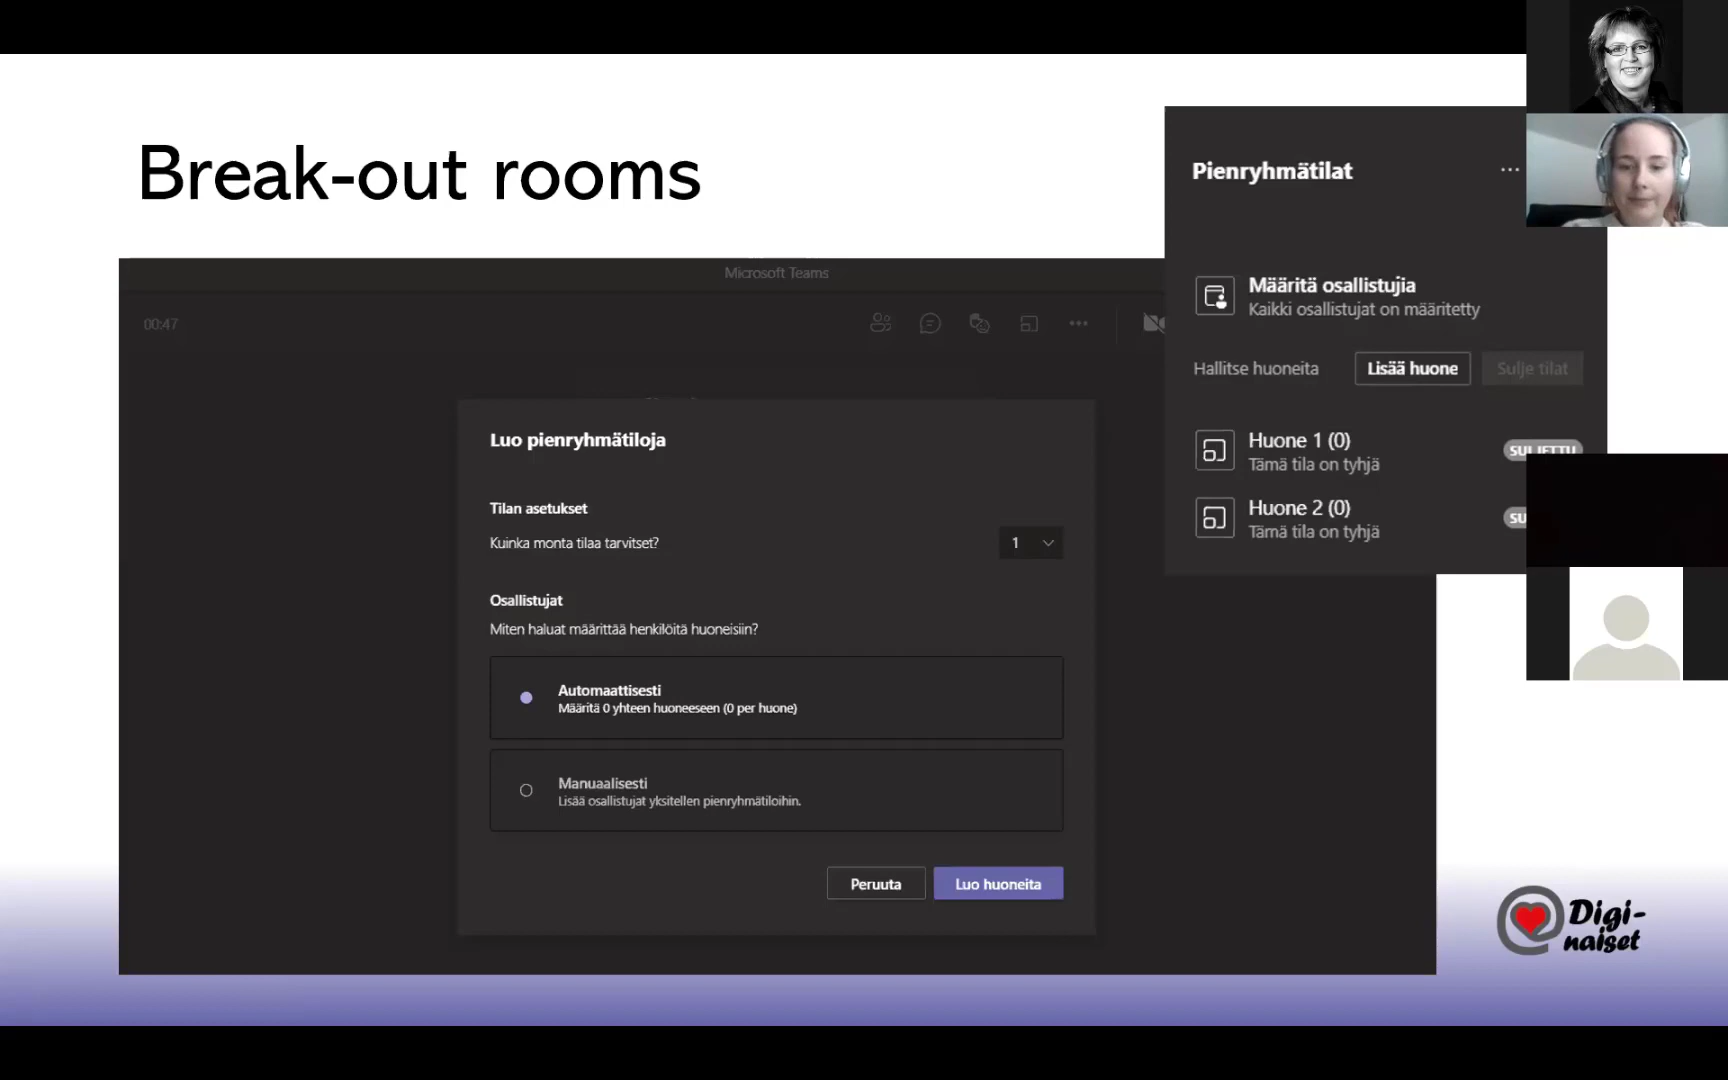 Break-out rooms
Microsoft Teams
00:47
Luo pienryhmätiloja
Tilan asetukset
Kuinka monta tilaa tarvitset?
1
Osallistujat
Miten haluat määrittää henkilöitä huoneisiin?
Automaattisesti
Määritä 0 yhteen huoneeseen (0 per huone)
Manuaalisesti
Lisää osallistujat yksitellen pienryhmätiloihin.
Peruuta
Luo huoneita
Pienryhmätilat
Määritä osallistujia
Kaikki osallistujat on määritetty
Hallitse huoneita
Lisää huone
Sulje tilat
Huone 1 (0)
Tämä tila on tyhjä
SULJETTU
Huone 2 (0)
Tämä tila on tyhjä
SU
Digi-
naiset